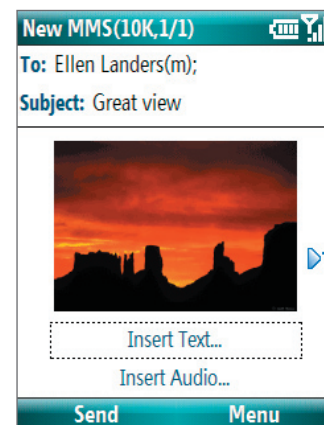 New MMS(10K,1/1)
To: Ellen Landers(m);
Subject: Great view
Insert Text...
Insert Audio...
Send Menu